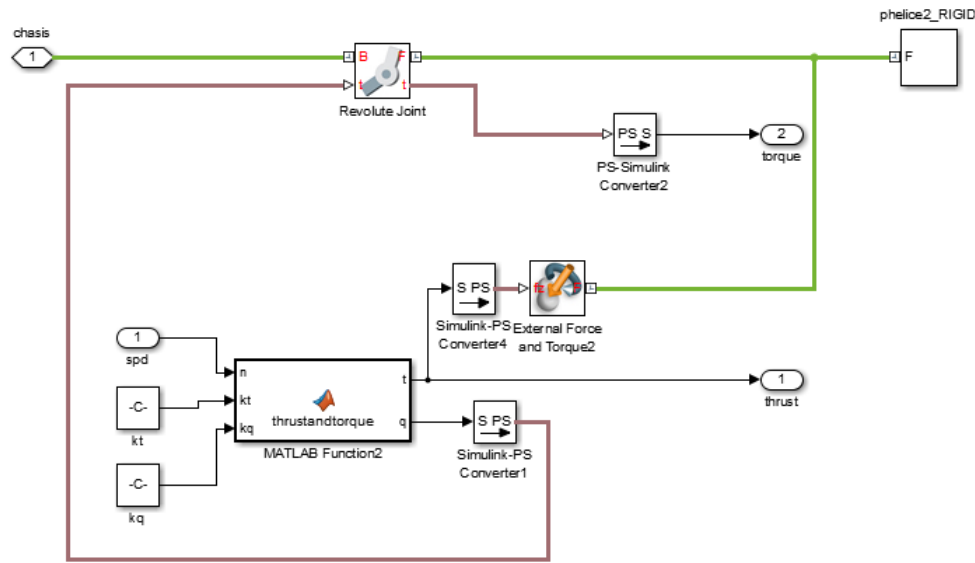 phelice2_RIGID
chasis
1
B
F
F
t
t
Revolute Joint
PS S
2
PS-Simulink
Converter2
torque
S PS
fz
F
Simulink-PS
Converter4
External Force
and Torque2
1
spd
n
t
1
-C-
kt
thrustandtorque
thrust
kt
kq
q
S PS
MATLAB Function2
Simulink-PS
Converter1
-C-
kq